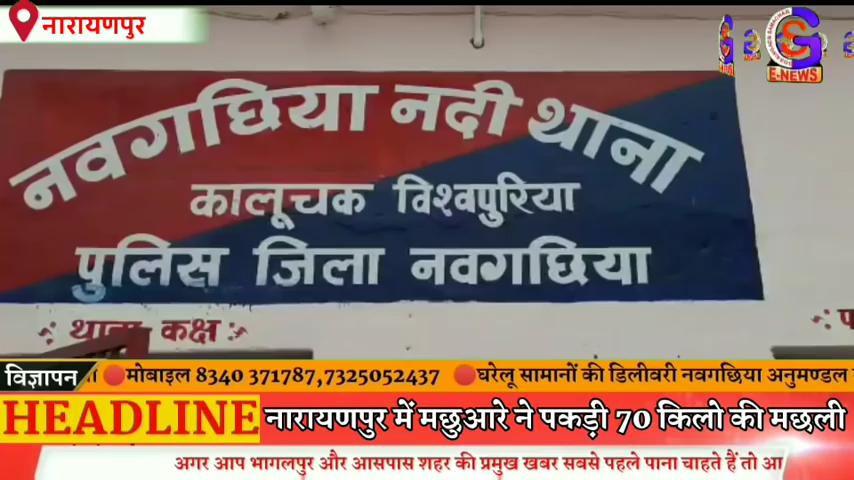 नारायणपुर
E-NEWS
नवगछिया नदी थाना
कालूचक विश्वपुरिया
पुलिस जिला नवगछिया
थाना कक्ष
विज्ञापन
मोबाइल 8340 371787,7325052437 घरेलू सामानों की डिलीवरी नवगछिया अनुमण्डल
HEADLINE नारायणपुर में मछुआरे ने पकड़ी 70 किलो की मछली
अगर आप भागलपुर और आसपास शहर की प्रमुख खबर सबसे पहले पाना चाहते हैं तो आ